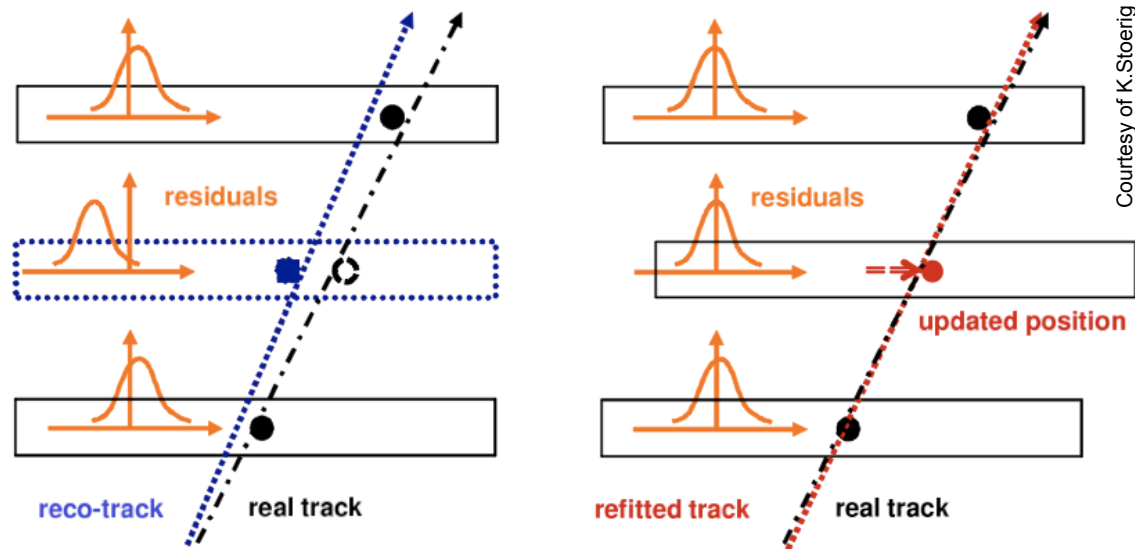 Courtesy of K.Stoerig
residuals
residuals
updated position
reco-track
real track
refitted track
real track